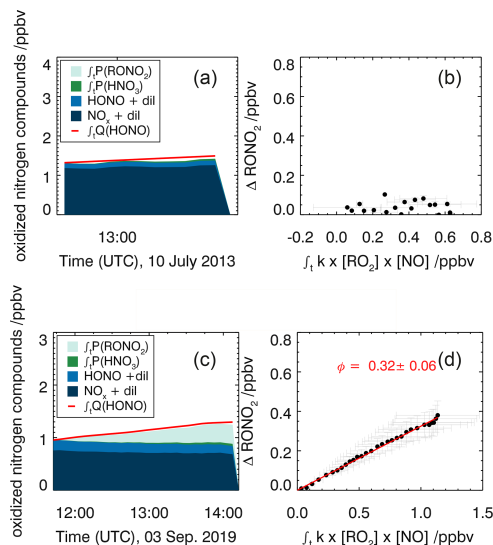 oxidized nitrogen compounds /ppbv
4
3
2
1
0
∫ₜP(RONO₂)
∫ₜP(HNO₃)
HONO + dil
NOₓ + dil
∫ₜQ(HONO)
(a)
13:00
Time (UTC), 10 July 2013
Δ RONO₂ /ppbv
0.8
0.6
0.4
0.2
0.0
(b)
-0.2 0.0 0.2 0.4 0.6 0.8 1.0
∫ₜ k x [RO₂] x [NO] /ppbv
oxidized nitrogen compounds /ppbv
3
2
1
0
∫ₜP(RONO₂)
∫ₜP(HNO₃)
HONO +dil
NOₓ + dil
∫ₜQ(HONO)
(c)
12:00 13:00 14:00
Time (UTC), 03 Sep. 2019
Δ RONO₂ /ppbv
0.8
0.6
0.4
0.2
0.0
ϕ = 0.32± 0.06
(d)
0.0 0.5 1.0 1.5
∫ₜ k x [RO₂] x [NO] /ppbv